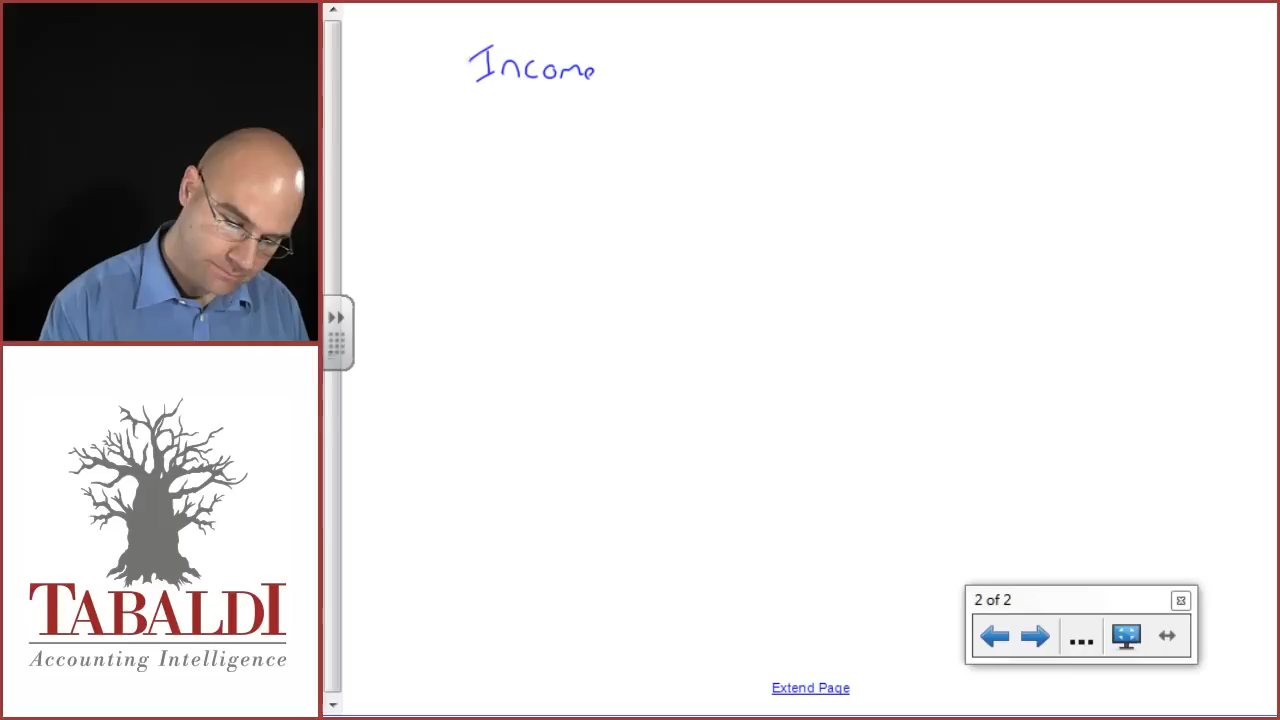 Income
TABALDI
Accounting Intelligence
2 of 2
...
Extend Page